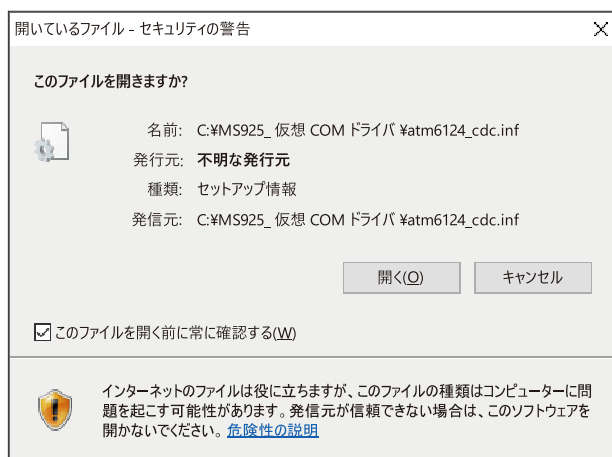 開いているファイル - セキュリティの警告
このファイルを開きますか?
名前: C:¥MS925_ 仮想 COM ドライバ ¥atm6124_cdc.inf
発行元: 不明な発行元
種類: セットアップ情報
発信元: C:¥MS925_ 仮想 COM ドライバ ¥atm6124_cdc.inf
開く(O) キャンセル
このファイルを開く前に常に確認する(W)
インターネットのファイルは役に立ちますが、このファイルの種類はコンピューターに問
題を起こす可能性があります。発信元が信頼できない場合は、このソフトウェアを
開かないでください。 危険性の説明